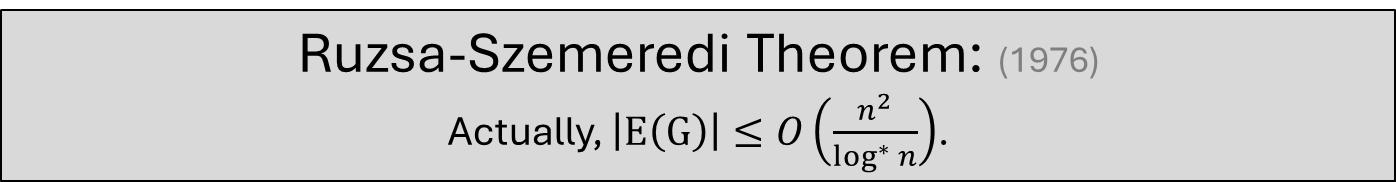 Ruzsa-Szemeredi Theorem: (1976)
Actually, |E(G)| ≤ O(n²/log* n).